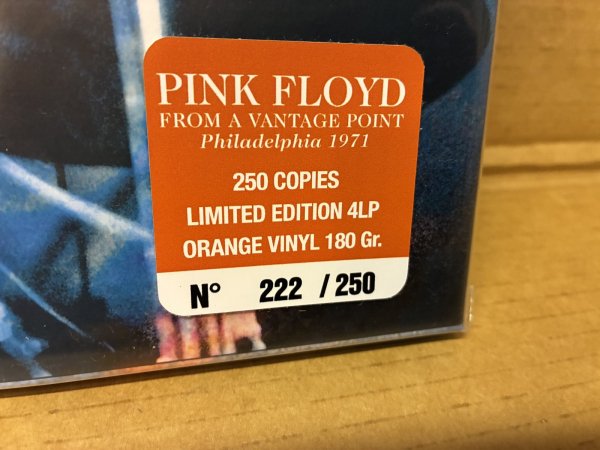 PINK FLOYD
FROM A VANTAGE POINT
Philadelphia 1971
250 COPIES
LIMITED EDITION 4LP
ORANGE VINYL 180 Gr.
N° 222 / 250